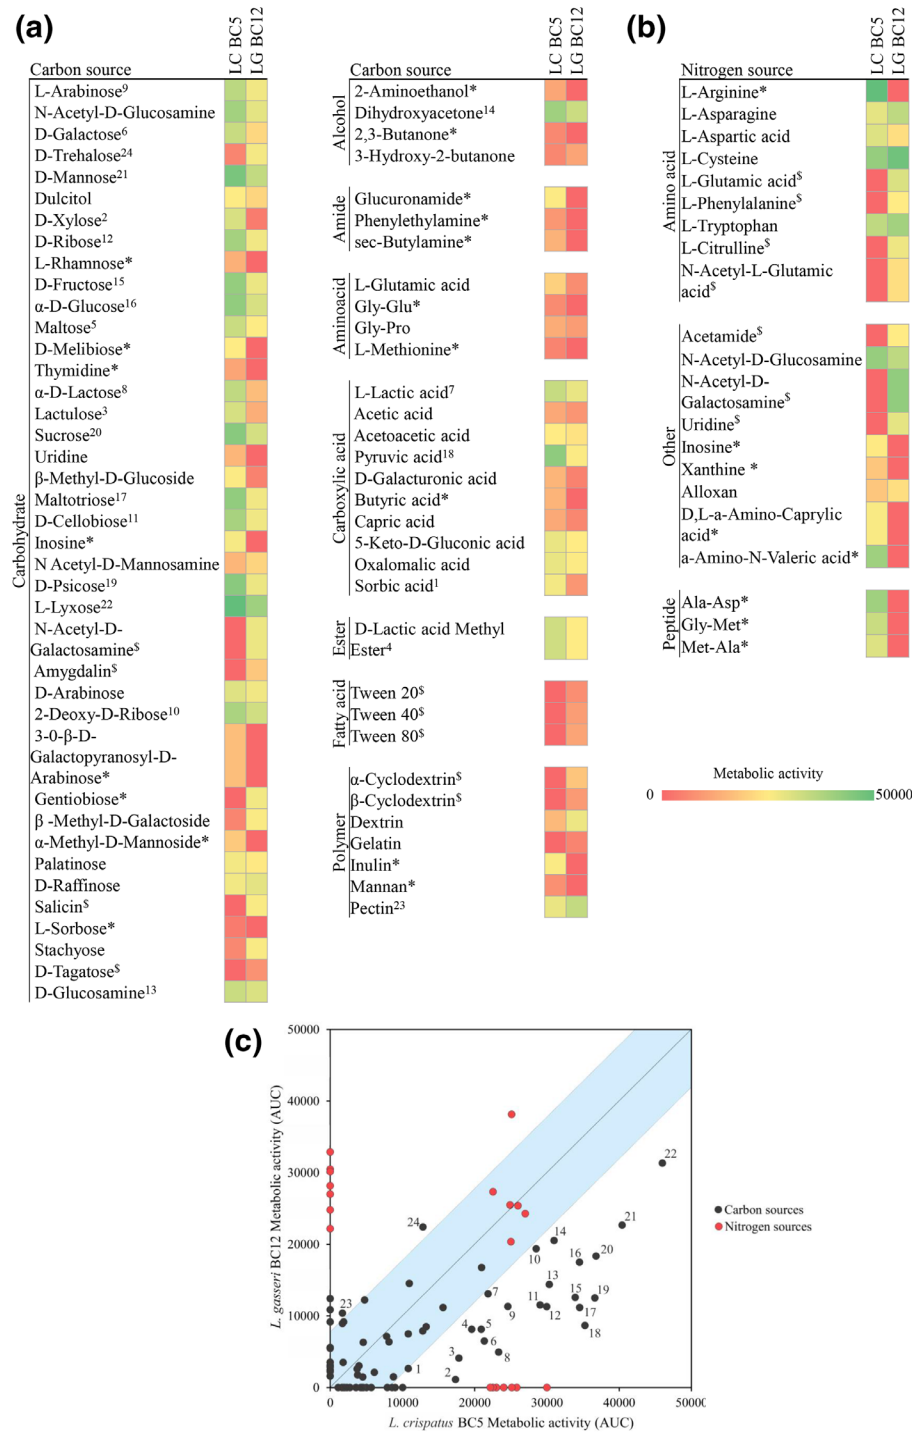 (a)
LC BC5
LG BC12
Carbon source
Carbohydrate
L-Arabinose⁹
N-Acetyl-D-Glucosamine
D-Galactose⁶
D-Trehalose²⁴
D-Mannose²¹
Dulcitol
D-Xylose²
D-Ribose¹²
L-Rhamnose*
D-Fructose¹⁵
α-D-Glucose¹⁶
Maltose⁵
D-Melibiose*
Thymidine*
α-D-Lactose⁸
Lactulose³
Sucrose²⁰
Uridine
β-Methyl-D-Glucoside
Maltotriose¹⁷
D-Cellobiose¹¹
Inosine*
N Acetyl-D-Mannosamine
D-Psicose¹⁹
L-Lyxose²²
N-Acetyl-D-
Galactosamine$
Amygdalin$
D-Arabinose
2-Deoxy-D-Ribose¹⁰
3-0-β-D-
Galactopyranosyl-D-
Arabinose*
Gentiobiose*
β -Methyl-D-Galactoside
α-Methyl-D-Mannoside*
Palatinose
D-Raffinose
Salicin$
L-Sorbose*
Stachyose
D-Tagatose$
D-Glucosamine¹³
LC BC5
LG BC12
Carbon source
Alcohol
2-Aminoethanol*
Dihydroxyacetone¹⁴
2,3-Butanone*
3-Hydroxy-2-butanone
Amide
Glucuronamide*
Phenylethylamine*
sec-Butylamine*
Aminoacid
L-Glutamic acid
Gly-Glu*
Gly-Pro
L-Methionine*
Carboxylic acid
L-Lactic acid⁷
Acetic acid
Acetoacetic acid
Pyruvic acid¹⁸
D-Galacturonic acid
Butyric acid*
Capric acid
5-Keto-D-Gluconic acid
Oxalomalic acid
Sorbic acid¹
Ester
D-Lactic acid Methyl
Ester⁴
Fatty acid
Tween 20$
Tween 40$
Tween 80$
Polymer
α-Cyclodextrin$
β-Cyclodextrin$
Dextrin
Gelatin
Inulin*
Mannan*
Pectin²³
(b)
LC BC5
LG BC12
Nitrogen source
Amino acid
L-Arginine*
L-Asparagine
L-Aspartic acid
L-Cysteine
L-Glutamic acid$
L-Phenylalanine$
L-Tryptophan
L-Citrulline$
N-Acetyl-L-Glutamic
acid$
Other
Acetamide$
N-Acetyl-D-Glucosamine
N-Acetyl-D-
Galactosamine$
Uridine$
Inosine*
Xanthine *
Alloxan
D,L-a-Amino-Caprylic
acid*
a-Amino-N-Valeric acid*
Peptide
Ala-Asp*
Gly-Met*
Met-Ala*
Metabolic activity
0
50000
(c)
L. gasseri BC12 Metabolic activity (AUC)
50000
40000
30000
20000
10000
0
22
24
21
14
10
16
20
13
15
19
23
7
9
11
12
17
18
4
5
6
8
3
1
2
0
10000
20000
30000
40000
50000
L. crispatus BC5 Metabolic activity (AUC)
Carbon sources
Nitrogen sources